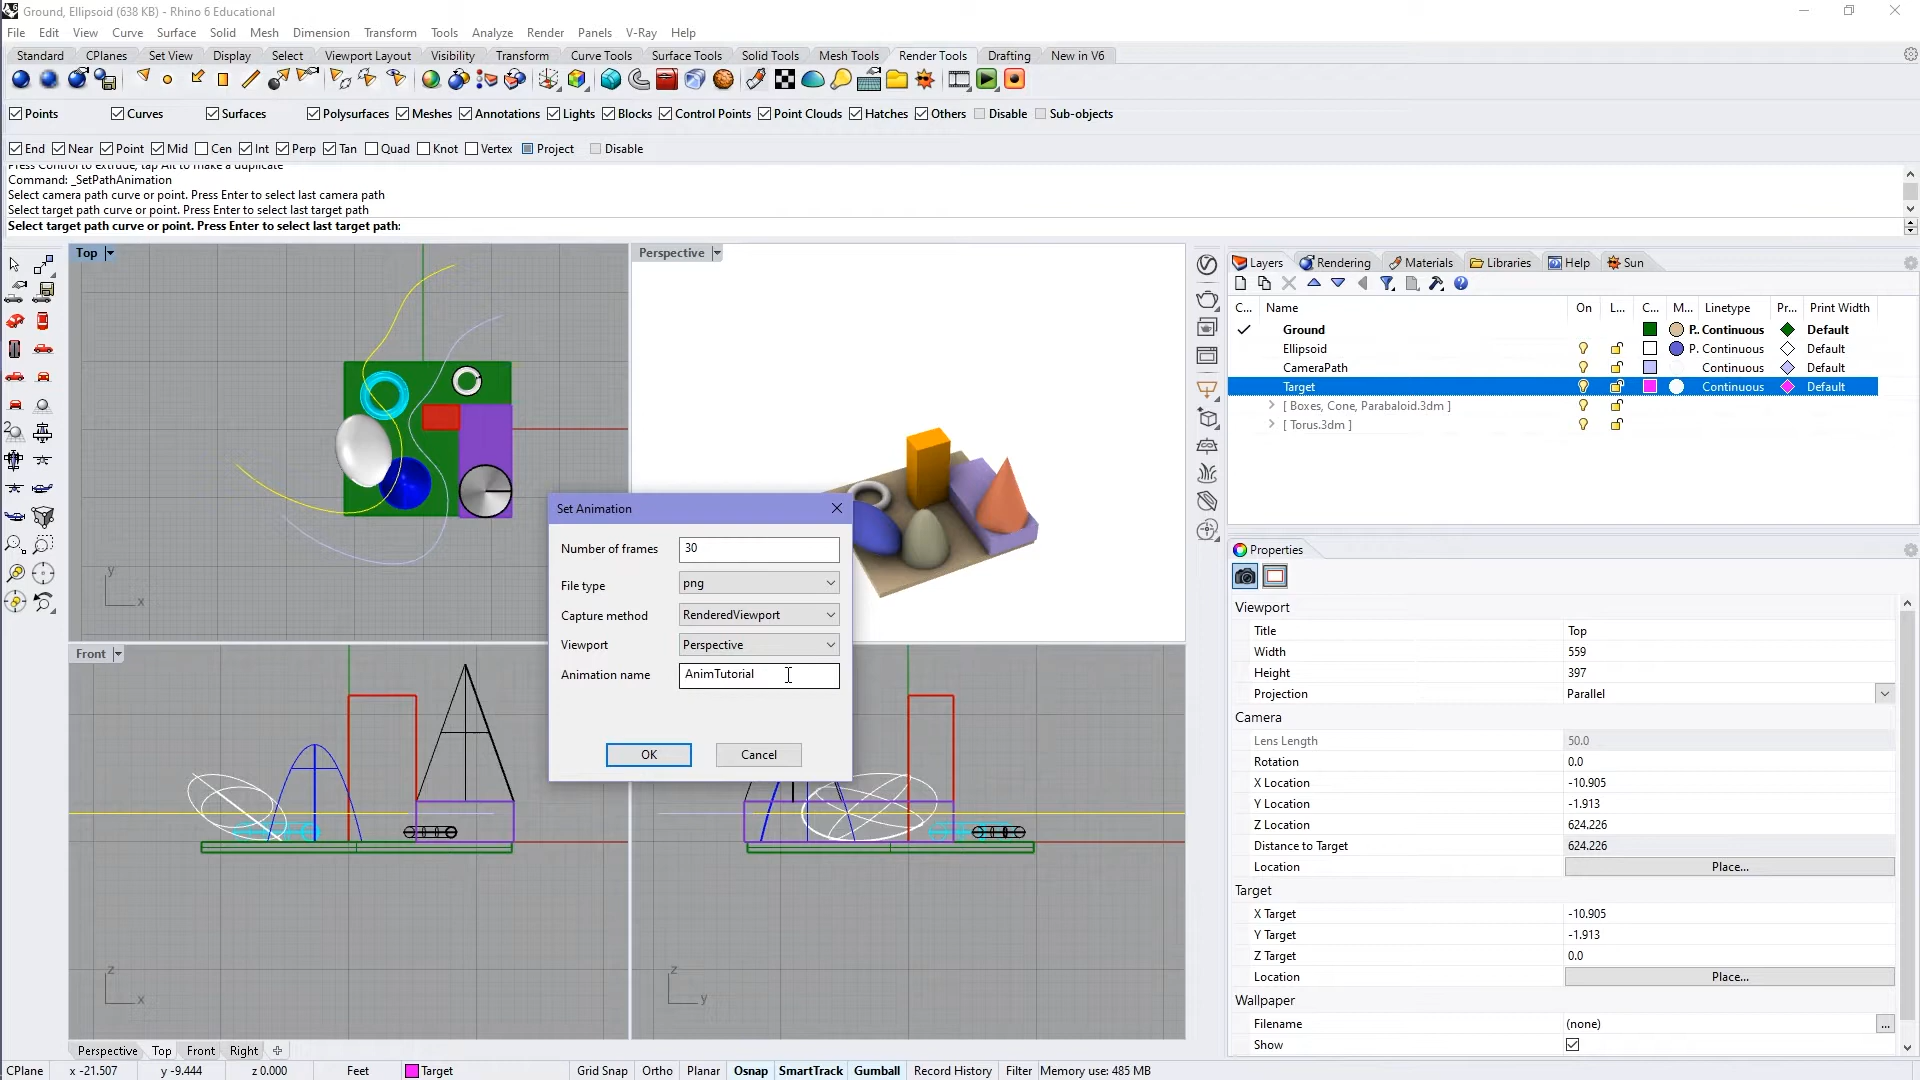 Ground, Ellipsoid (638 KB) - Rhino 6 Educational
File Edit View Curve Surface Solid Mesh Dimension Transform Tools Analyze Render Panels V-Ray Help
Standard CPlanes Set View Display Select Viewport Layout Visibility Transform Curve Tools Surface Tools Solid Tools Mesh Tools Render Tools Drafting New in V6
Points Curves Surfaces Polysurfaces Meshes Annotations Lights Blocks Control Points Point Clouds Hatches Others Disable Sub-objects
End Near Point Mid Cen Int Perp Tan Quad Knot Vertex Project Disable
Press Control to extrude, tap Alt to make a duplicate
Command: _SetPathAnimation
Select camera path curve or point. Press Enter to select last camera path
Select target path curve or point. Press Enter to select last target path
Select target path curve or point. Press Enter to select last target path:
Top
y
x
Perspective
Front
z
x
z
y
Set Animation
Number of frames 30
File type png
Capture method RenderedViewport
Viewport Perspective
Animation name AnimTutorial
OK Cancel
Layers Rendering Materials Libraries Help Sun
C... Name On L... C... M... Linetype Pr... Print Width
Ground P.. Continuous Default
Ellipsoid P. Continuous Default
CameraPath Continuous Default
Target Continuous Default
[ Boxes, Cone, Parabaloid.3dm ]
[ Torus.3dm ]
Properties
Viewport
Title Top
Width 559
Height 397
Projection Parallel
Camera
Lens Length 50.0
Rotation 0.0
X Location -10.905
Y Location -1.913
Z Location 624.226
Distance to Target 624.226
Location Place...
Target
X Target -10.905
Y Target -1.913
Z Target 0.0
Location Place...
Wallpaper
Filename (none) ...
Show
Perspective Top Front Right
CPlane x -21.507 y -9.444 z 0.000 Feet Target Grid Snap Ortho Planar Osnap SmartTrack Gumball Record History Filter Memory use: 485 MB